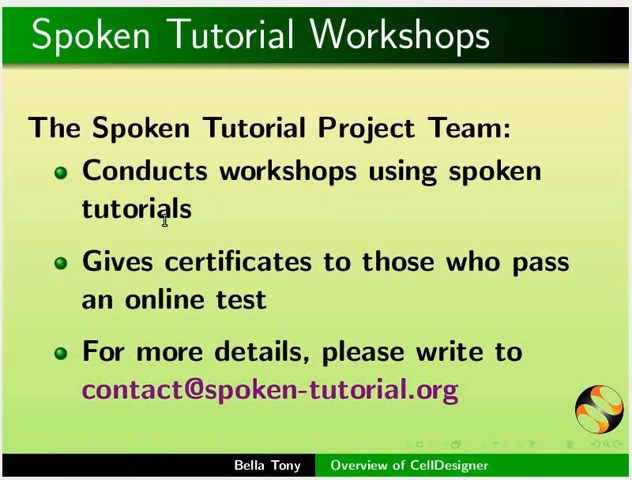 Spoken Tutorial Workshops
The Spoken Tutorial Project Team:
Conducts workshops using spoken
tutorials
Gives certificates to those who pass
an online test
For more details, please write to
contact@spoken-tutorial.org
Bella Tony Overview of CellDesigner